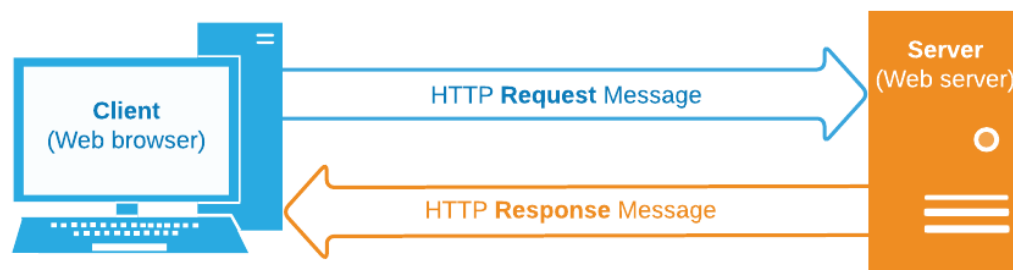 Client
(Web browser)
HTTP Request Message
Server
(Web server)
HTTP Response Message